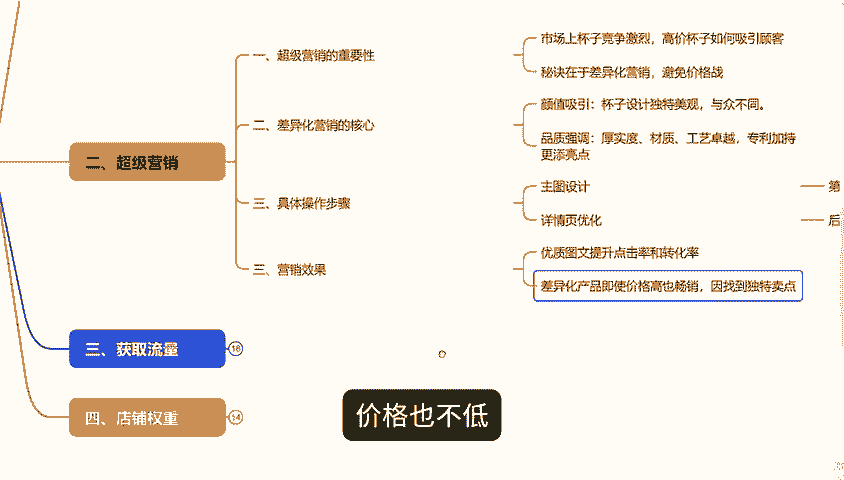 二、超级营销
一、超级营销的重要性
市场上杯子竞争激烈，高价杯子如何吸引顾客
秘诀在于差异化营销，避免价格战
二、差异化营销的核心
颜值吸引：杯子设计独特美观，与众不同。
品质强调：厚实度、材质、工艺卓越，专利加持
更添亮点
三、具体操作步骤
主图设计
第
详情页优化
后
三、营销效果
优质图文提升点击率和转化率
差异化产品即使价格高也畅销，因找到独特卖点
三、获取流量
16
四、店铺权重
14
价格也不低